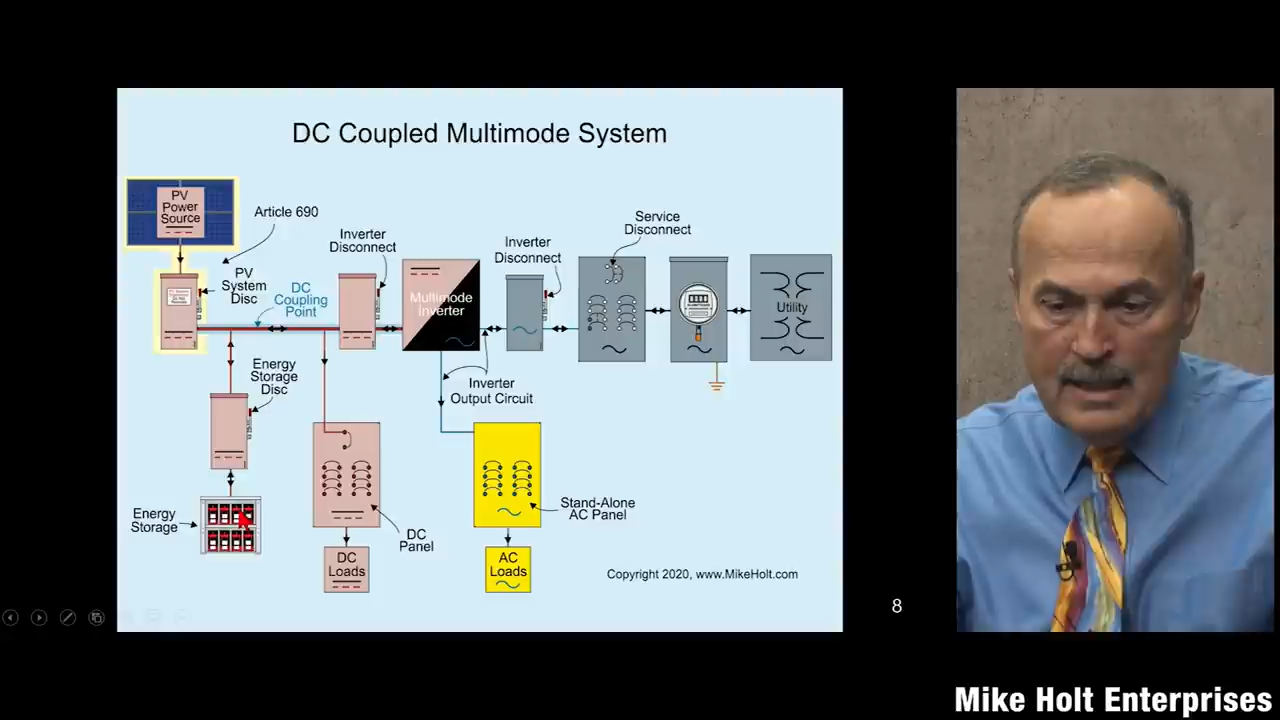 DC Coupled Multimode System
PV
Power
Source
Article 690
PV
System
Disc
DC
Coupling
Point
Inverter
Disconnect
Multimode
Inverter
Inverter
Disconnect
Service
Disconnect
Utility
Energy
Storage
Disc
Inverter
Output Circuit
Energy
Storage
DC
Panel
DC
Loads
Stand-Alone
AC Panel
AC
Loads
Copyright 2020, www.MikeHolt.com
8
Mike Holt Enterprises